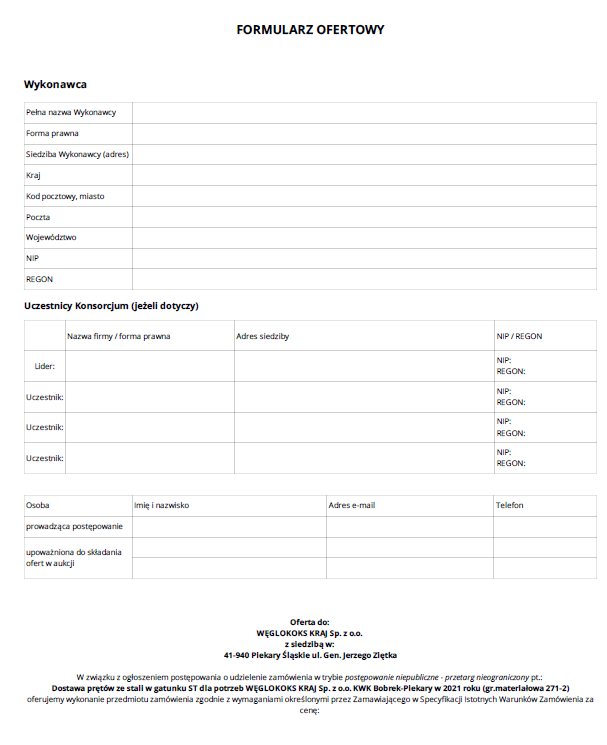 FORMULARZ OFERTOWY
Wykonawca
Pełna nazwa Wykonawcy
Forma prawna
Siedziba Wykonawcy (adres)
Kraj
Kod pocztowy, miasto
Poczta
Województwo
NIP
REGON
Uczestnicy Konsorcjum (jeżeli dotyczy)
Nazwa firmy / forma prawna Adres siedziby NIP / REGON
Lider: NIP:
REGON:
Uczestnik: NIP:
REGON:
Uczestnik: NIP:
REGON:
Uczestnik: NIP:
REGON:
Osoba Imię i nazwisko Adres e-mail Telefon
prowadząca postępowanie
upoważniona do składania
ofert w aukcji
Oferta do:
WĘGLOKOKS KRAJ Sp. z o.o.
z siedzibą w:
41-940 Piekary Śląskie ul. Gen. Jerzego Ziętka
W związku z ogłoszeniem postępowania o udzielenie zamówienia w trybie postępowanie niepubliczne - przetarg nieograniczony pt.:
Dostawa prętów ze stali w gatunku ST dla potrzeb WĘGLOKOKS KRAJ Sp. z o.o. KWK Bobrek-Piekary w 2021 roku (gr.materiałowa 271-2)
oferujemy wykonanie przedmiotu zamówienia zgodnie z wymaganiami określonymi przez Zamawiającego w Specyfikacji Istotnych Warunków Zamówienia za
cenę: